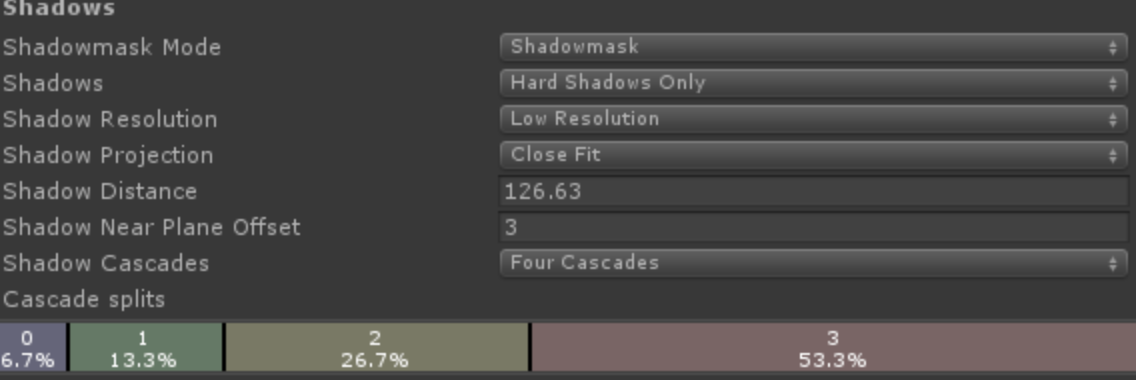 Shadows
Shadowmask Mode Shadowmask
Shadows Hard Shadows Only
Shadow Resolution Low Resolution
Shadow Projection Close Fit
Shadow Distance 126.63
Shadow Near Plane Offset 3
Shadow Cascades Four Cascades
Cascade splits
0 1 2 3
6.7% 13.3% 26.7% 53.3%